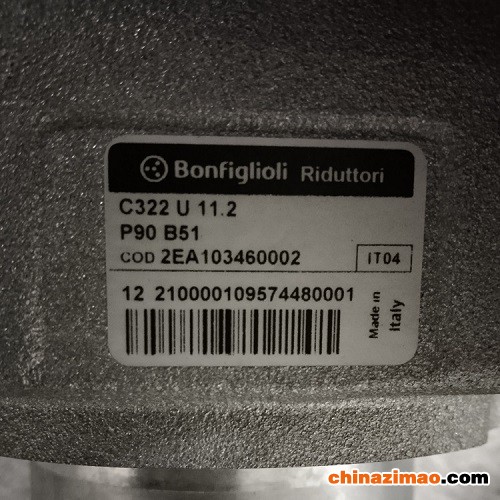 Bonfiglioli Riduttori
C322 U 11.2
P90 B51
COD 2EA103460002
IT04
12 210000109574480001
Made in
Italy
chinazimao.com